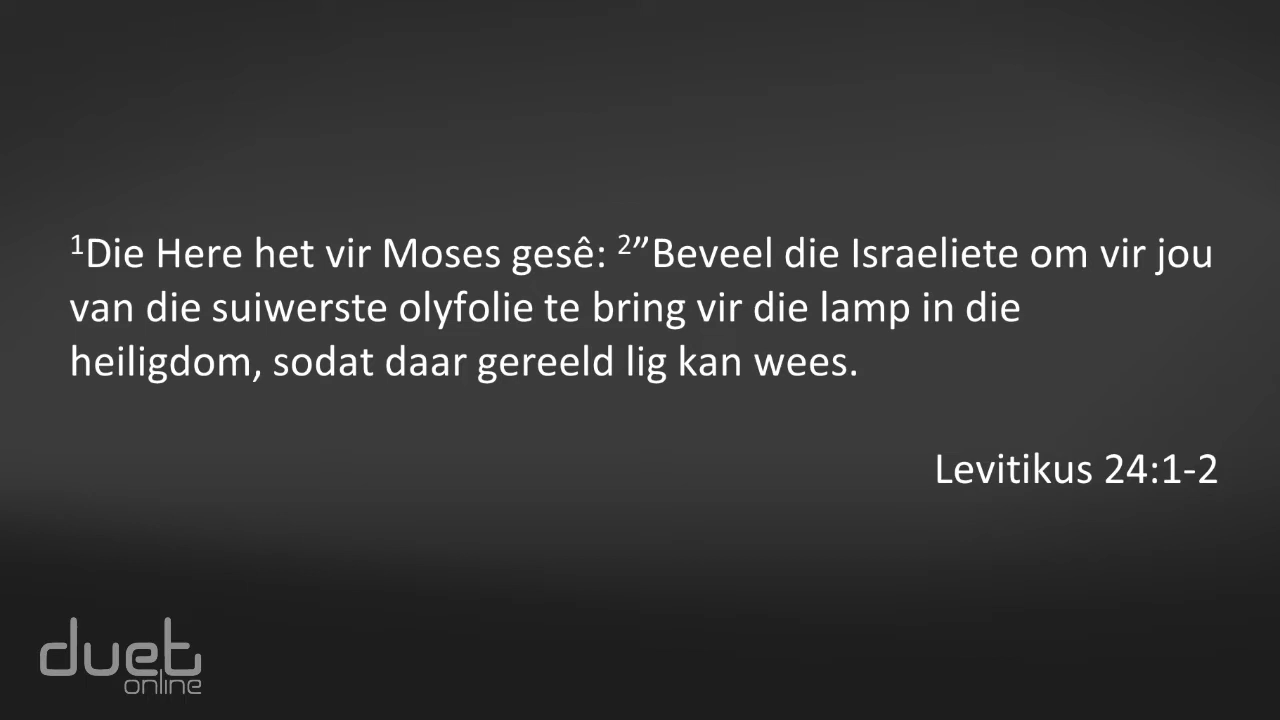 ¹Die Here het vir Moses gesê: ²”Beveel die Israeliete om vir jou
van die suiwerste olyfolie te bring vir die lamp in die
heiligdom, sodat daar gereeld lig kan wees.
Levitikus 24:1-2
duet
online